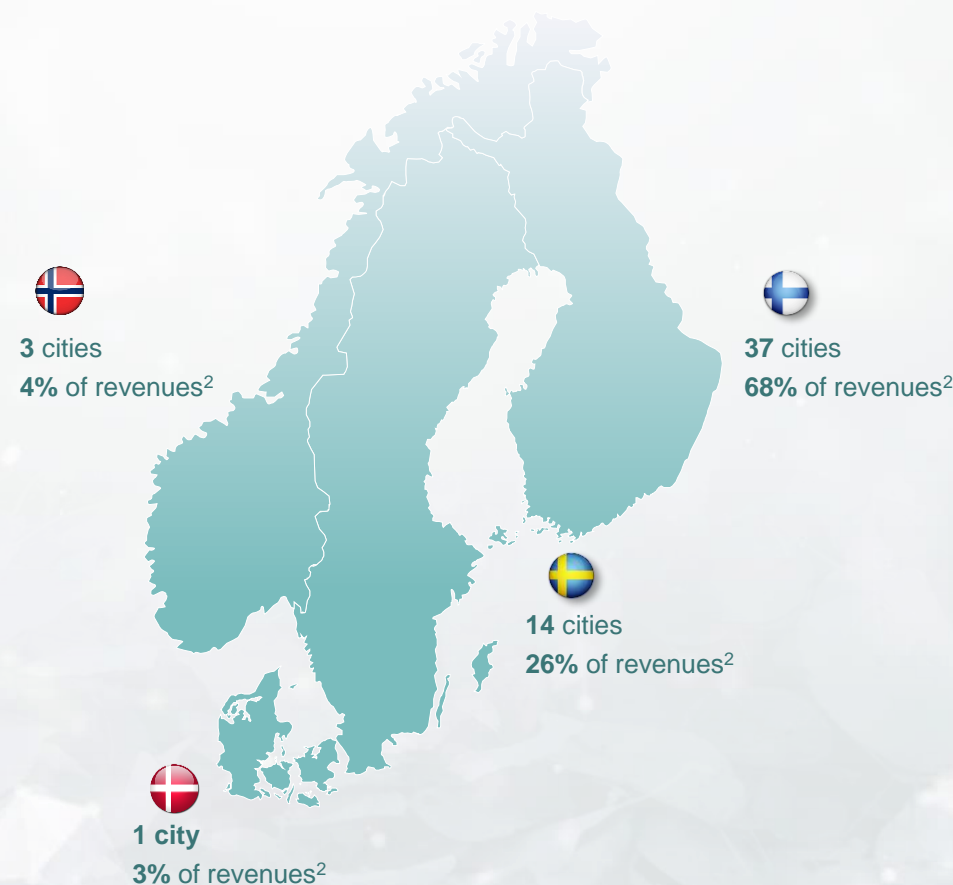 3 cities
4% of revenues²
37 cities
68% of revenues²
14 cities
26% of revenues²
1 city
3% of revenues²